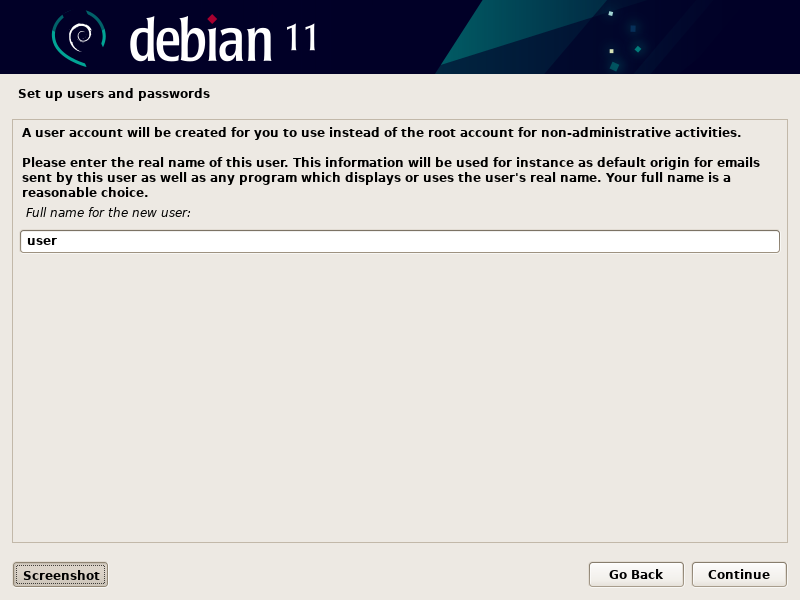 debian 11
Set up users and passwords
A user account will be created for you to use instead of the root account for non-administrative activities.
Please enter the real name of this user. This information will be used for instance as default origin for emails
sent by this user as well as any program which displays or uses the user's real name. Your full name is a
reasonable choice.
Full name for the new user:
user
Screenshot
Go Back
Continue